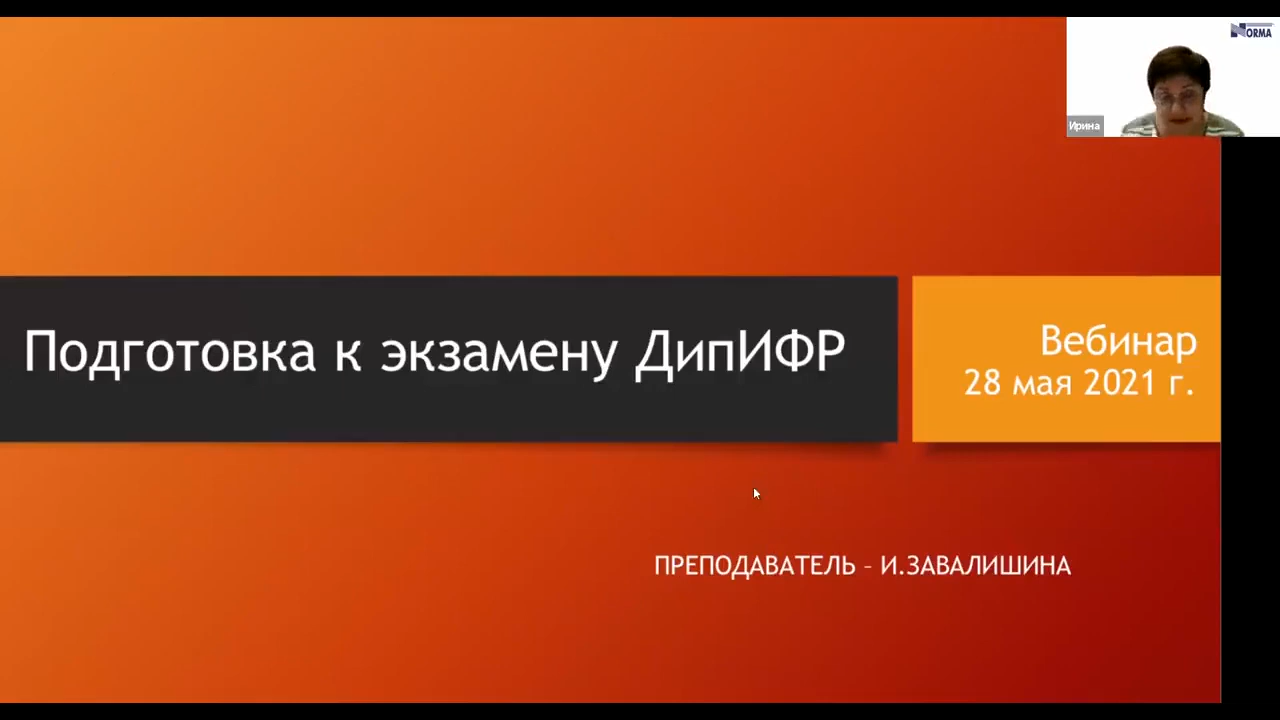 NORMA
Ирина
Подготовка к экзамену ДипИФР
Вебинар
28 мая 2021 г.
ПРЕПОДАВАТЕЛЬ – И.ЗАВАЛИШИНА